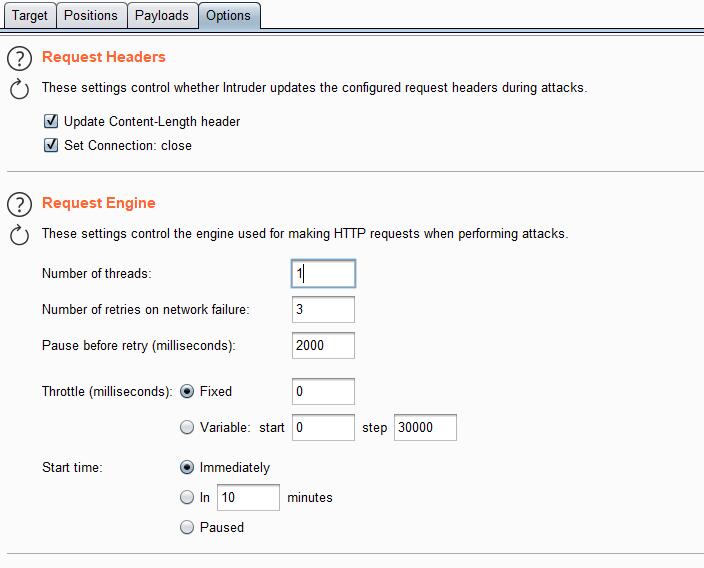 Target Positions Payloads Options
? Request Headers
These settings control whether Intruder updates the configured request headers during attacks.
Update Content-Length header
Set Connection: close
? Request Engine
These settings control the engine used for making HTTP requests when performing attacks.
Number of threads: 1
Number of retries on network failure: 3
Pause before retry (milliseconds): 2000
Throttle (milliseconds): Fixed 0
Variable: start 0 step 30000
Start time: Immediately
In 10 minutes
Paused